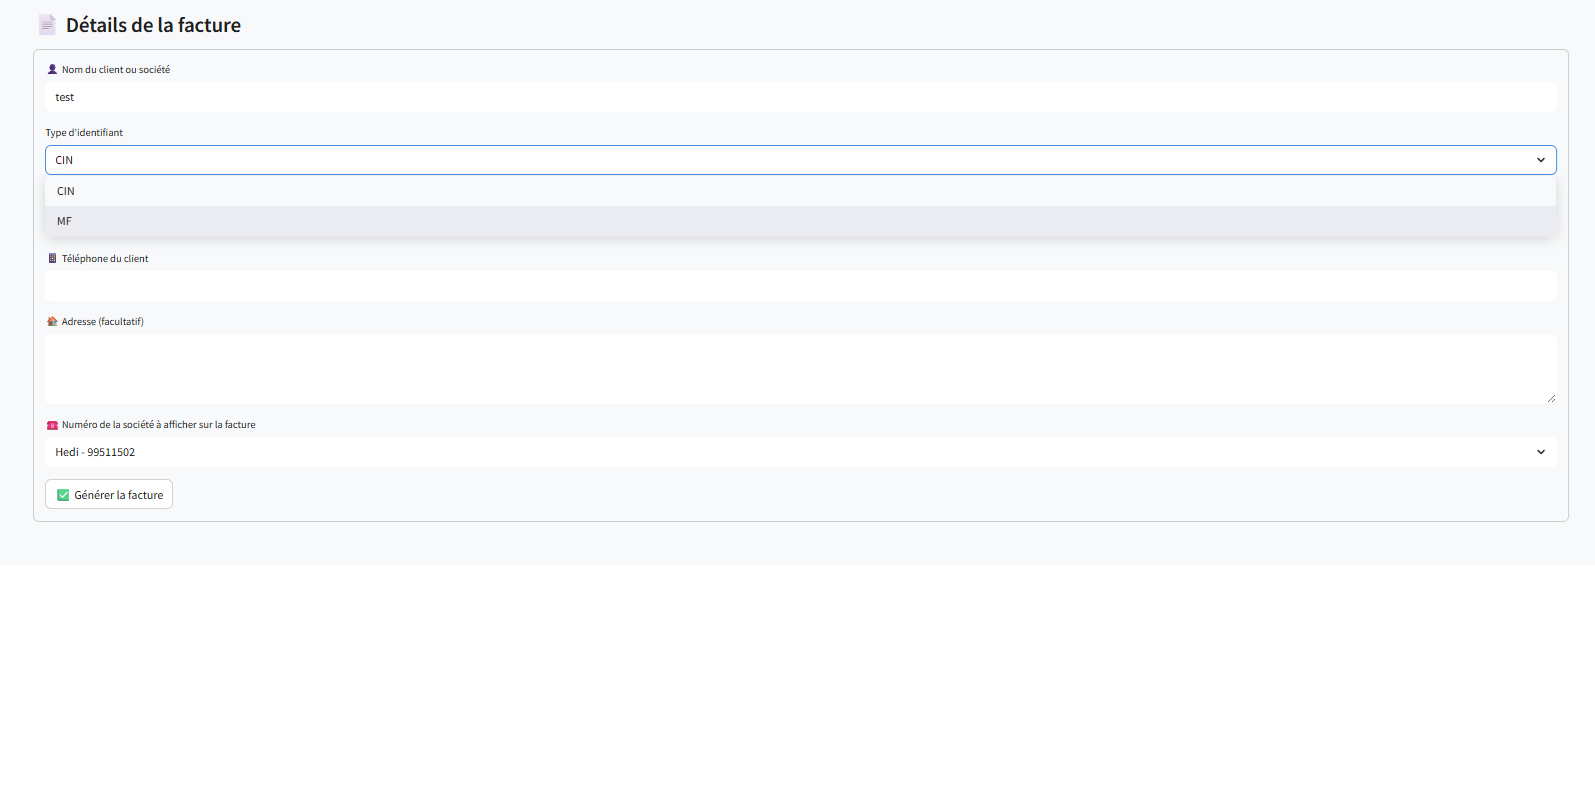 Détails de la facture
Nom du client ou société
test
Type d'identifiant
CIN
CIN
MF
Téléphone du client
Adresse (facultatif)
Numéro de la société à afficher sur la facture
Hedi - 99511502
Générer la facture